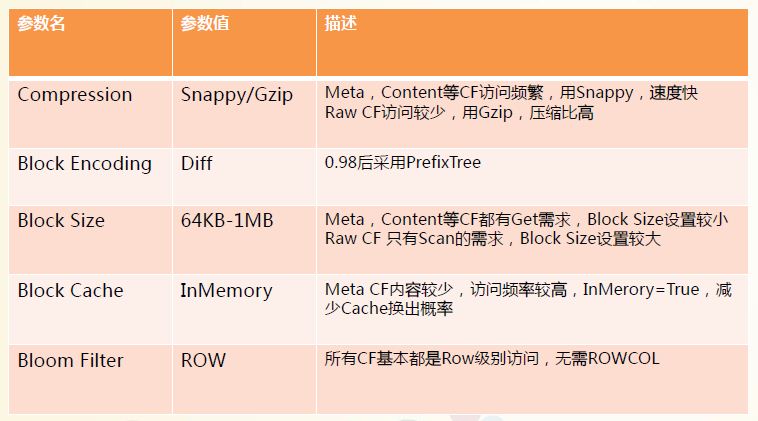 参数名 参数值 描述
Compression Snappy/Gzip Meta，Content等CF访问频繁，用Snappy，速度快
Raw CF访问较少，用Gzip，压缩比高
Block Encoding Diff 0.98后采用PrefixTree
Block Size 64KB-1MB Meta，Content等CF都有Get需求，Block Size设置较小
Raw CF 只有Scan的需求，Block Size设置较大
Block Cache InMemory Meta CF内容较少，访问频率较高，InMerory=True，减
少Cache换出概率
Bloom Filter ROW 所有CF基本都是Row级别访问，无需ROWCOL